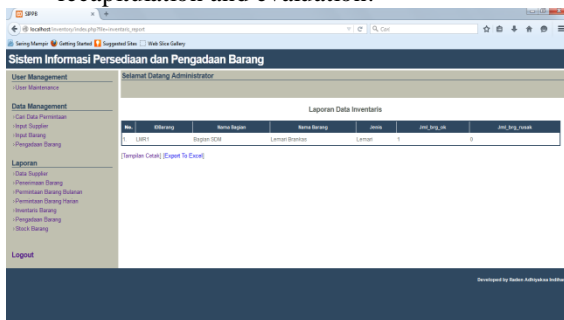 recapitulation and evaluation.
SIPPB
localhost/inventory/index.php?file=inventaris_report
Cari
Sering Mampir Getting Started Suggested Sites Web Slice Gallery
Sistem Informasi Persediaan dan Pengadaan Barang
User Management
User Maintenance
Selamat Datang Administrator
Data Management
Cari Data Permintaan
Input Supplier
Input Barang
Pengadaan Barang
Laporan
Data Supplier
Penerimaan Barang
Permintaan Barang Bulanan
Permintaan Barang Harian
Inventaris Barang
Pengadaan Barang
Stock Barang
Logout
Laporan Data Inventaris
No. IDBarang Nama Bagian Nama Barang Jenis Jml_brg_ok Jml_brg_rusak
1 LMR1 Bagian SDM Lemari Brankas Lemari 1 0
[Tampilan Cetak] [Export To Excel]
Developed by Raden Adhyaksa